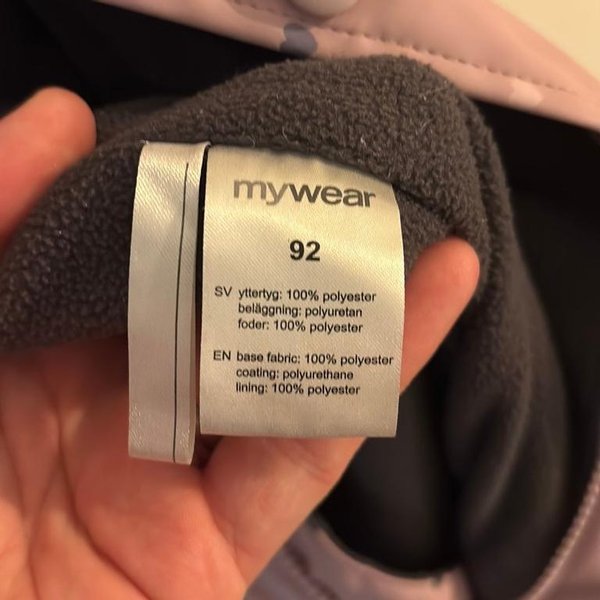 mywear
92
SV yttertyg: 100% polyester
beläggning: polyuretan
foder: 100% polyester
EN base fabric: 100% polyester
coating: polyurethane
lining: 100% polyester